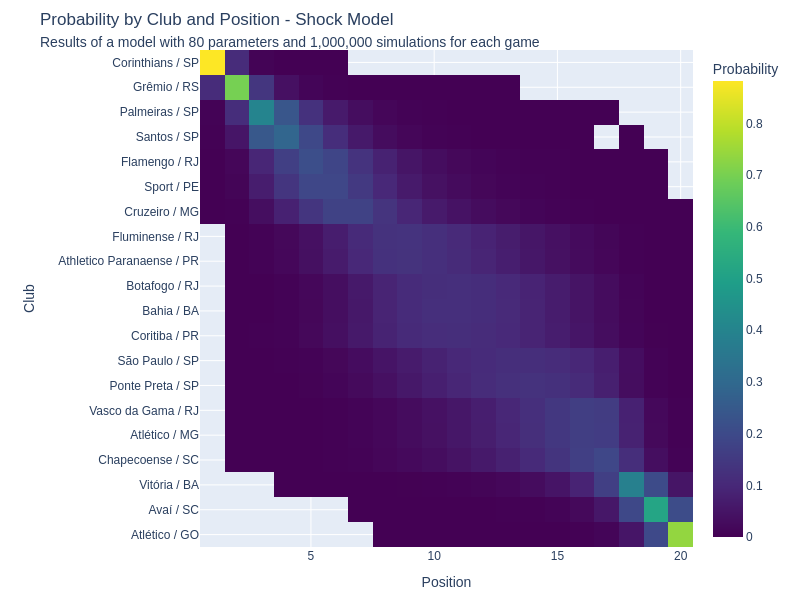 Probability by Club and Position - Shock Model
Results of a model with 80 parameters and 1,000,000 simulations for each game
Probability
Club
Corinthians / SP
Grêmio / RS
Palmeiras / SP
Santos / SP
Flamengo / RJ
Sport / PE
Cruzeiro / MG
Fluminense / RJ
Athletico Paranaense / PR
Botafogo / RJ
Bahia / BA
Coritiba / PR
São Paulo / SP
Ponte Preta / SP
Vasco da Gama / RJ
Atlético / MG
Chapecoense / SC
Vitória / BA
Avaí / SC
Atlético / GO
0.8
0.7
0.6
0.5
0.4
0.3
0.2
0.1
0
5
10
15
20
Position